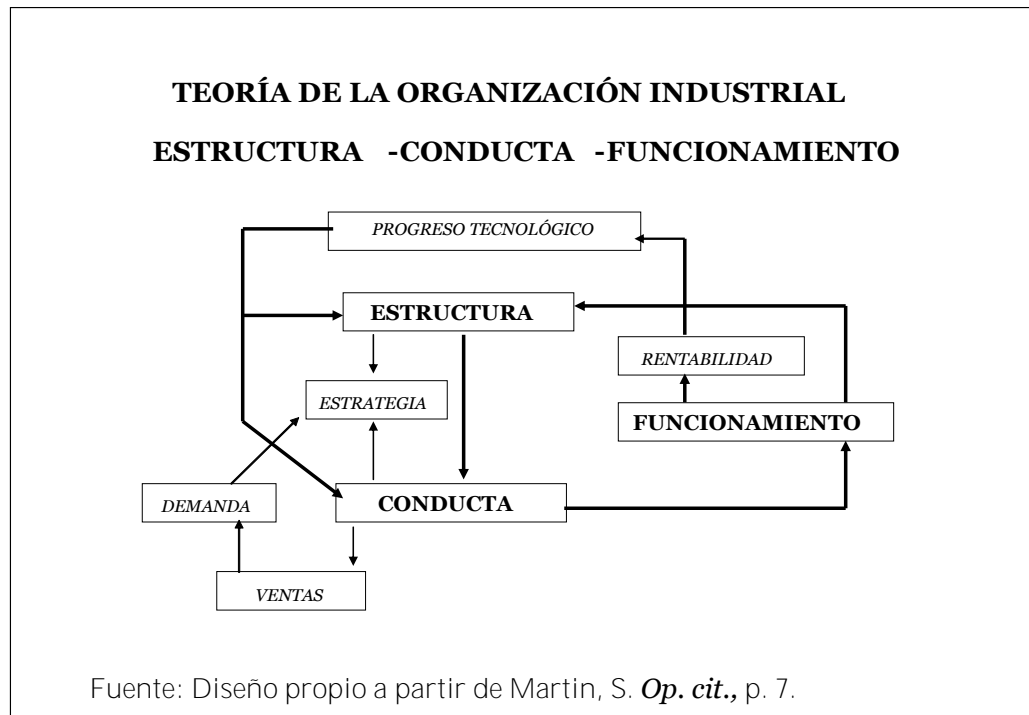 TEORÍA DE LA ORGANIZACIÓN INDUSTRIAL
ESTRUCTURA -CONDUCTA -FUNCIONAMIENTO
PROGRESO TECNOLÓGICO
ESTRUCTURA
RENTABILIDAD
ESTRATEGIA
FUNCIONAMIENTO
DEMANDA
CONDUCTA
VENTAS
Fuente: Diseño propio a partir de Martin, S. Op. cit., p. 7.